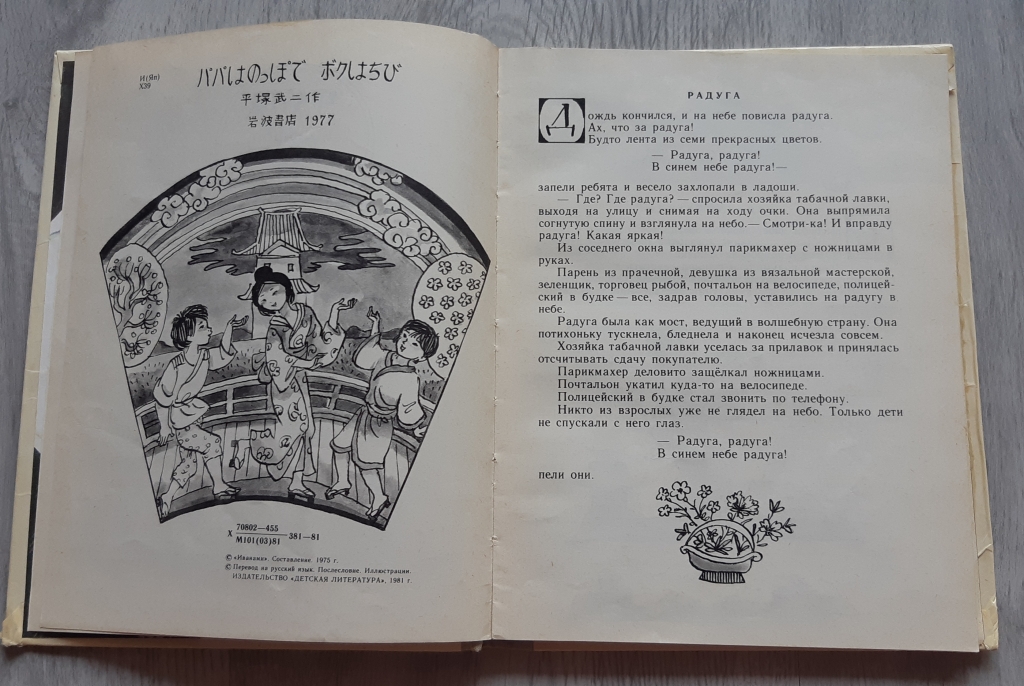 И(Яп)
Х39
パパはのっぽで ボクはちび
平塚武二作
岩波書店 1977
Х 70802—455
М101(03)81 381—81
© «Иванами». Составление. 1975 г.
© Перевод на русский язык. Послесловие. Иллюстрации.
ИЗДАТЕЛЬСТВО «ДЕТСКАЯ ЛИТЕРАТУРА», 1981 г.
РАДУГА
Дождь кончился, и на небе повисла радуга.
Ах, что за радуга!
Будто лента из семи прекрасных цветов.
— Радуга, радуга!
В синем небе радуга!—
запели ребята и весело захлопали в ладоши.
— Где? Где радуга? — спросила хозяйка табачной лавки,
выходя на улицу и снимая на ходу очки. Она выпрямила
согнутую спину и взглянула на небо.— Смотри-ка! И вправду
радуга! Какая яркая!
Из соседнего окна выглянул парикмахер с ножницами в
руках.
Парень из прачечной, девушка из вязальной мастерской,
зеленщик, торговец рыбой, почтальон на велосипеде, полицей-
ский в будке — все, задрав головы, уставились на радугу в
небе.
Радуга была как мост, ведущий в волшебную страну. Она
потихоньку тускнела, бледнела и наконец исчезла совсем.
Хозяйка табачной лавки уселась за прилавок и принялась
отсчитывать сдачу покупателю.
Парикмахер деловито защёлкал ножницами.
Почтальон укатил куда-то на велосипеде.
Полицейский в будке стал звонить по телефону.
Никто из взрослых уже не глядел на небо. Только дети
не спускали с него глаз.
— Радуга, радуга!
В синем небе радуга!
пели они.